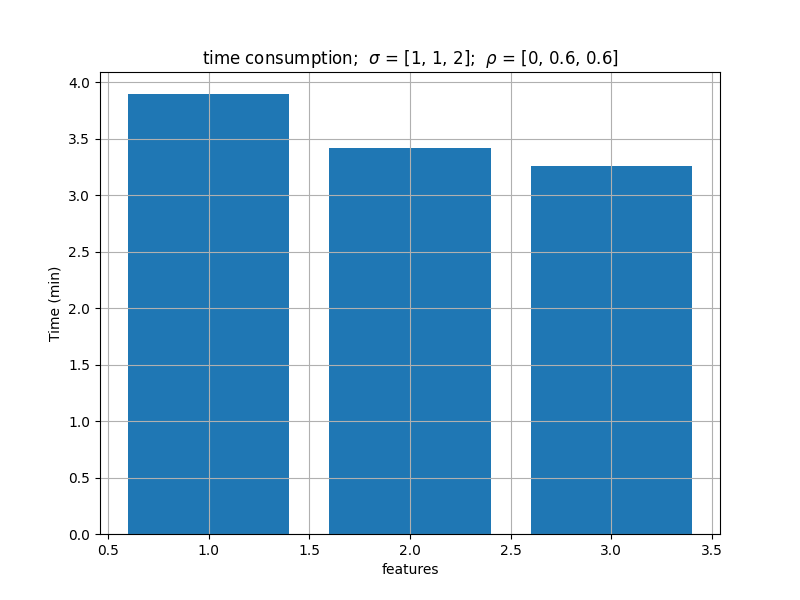 time consumption;  σ = [1, 1, 2];  ρ = [0, 0.6, 0.6]
4.0
3.5
3.0
2.5
2.0
1.5
1.0
0.5
0.0
Time (min)
0.5 1.0 1.5 2.0 2.5 3.0 3.5
features